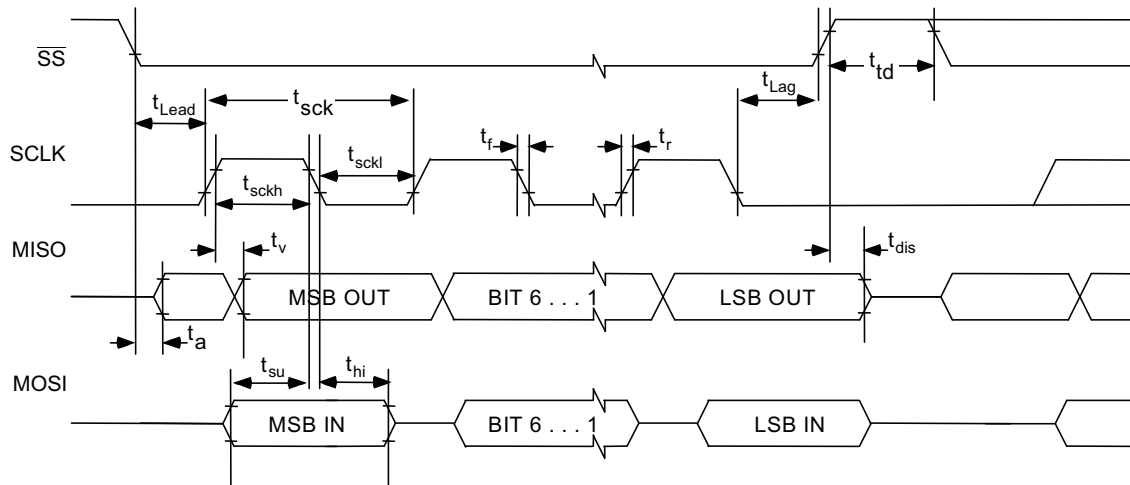 SS
t_td
t_Lag
t_Lead
t_sck
SCLK
t_f
t_r
t_sckl
t_sckh
MISO
t_v
t_dis
MSB OUT
BIT 6 . . . 1
LSB OUT
t_a
MOSI
t_su
t_hi
MSB IN
BIT 6 . . . 1
LSB IN